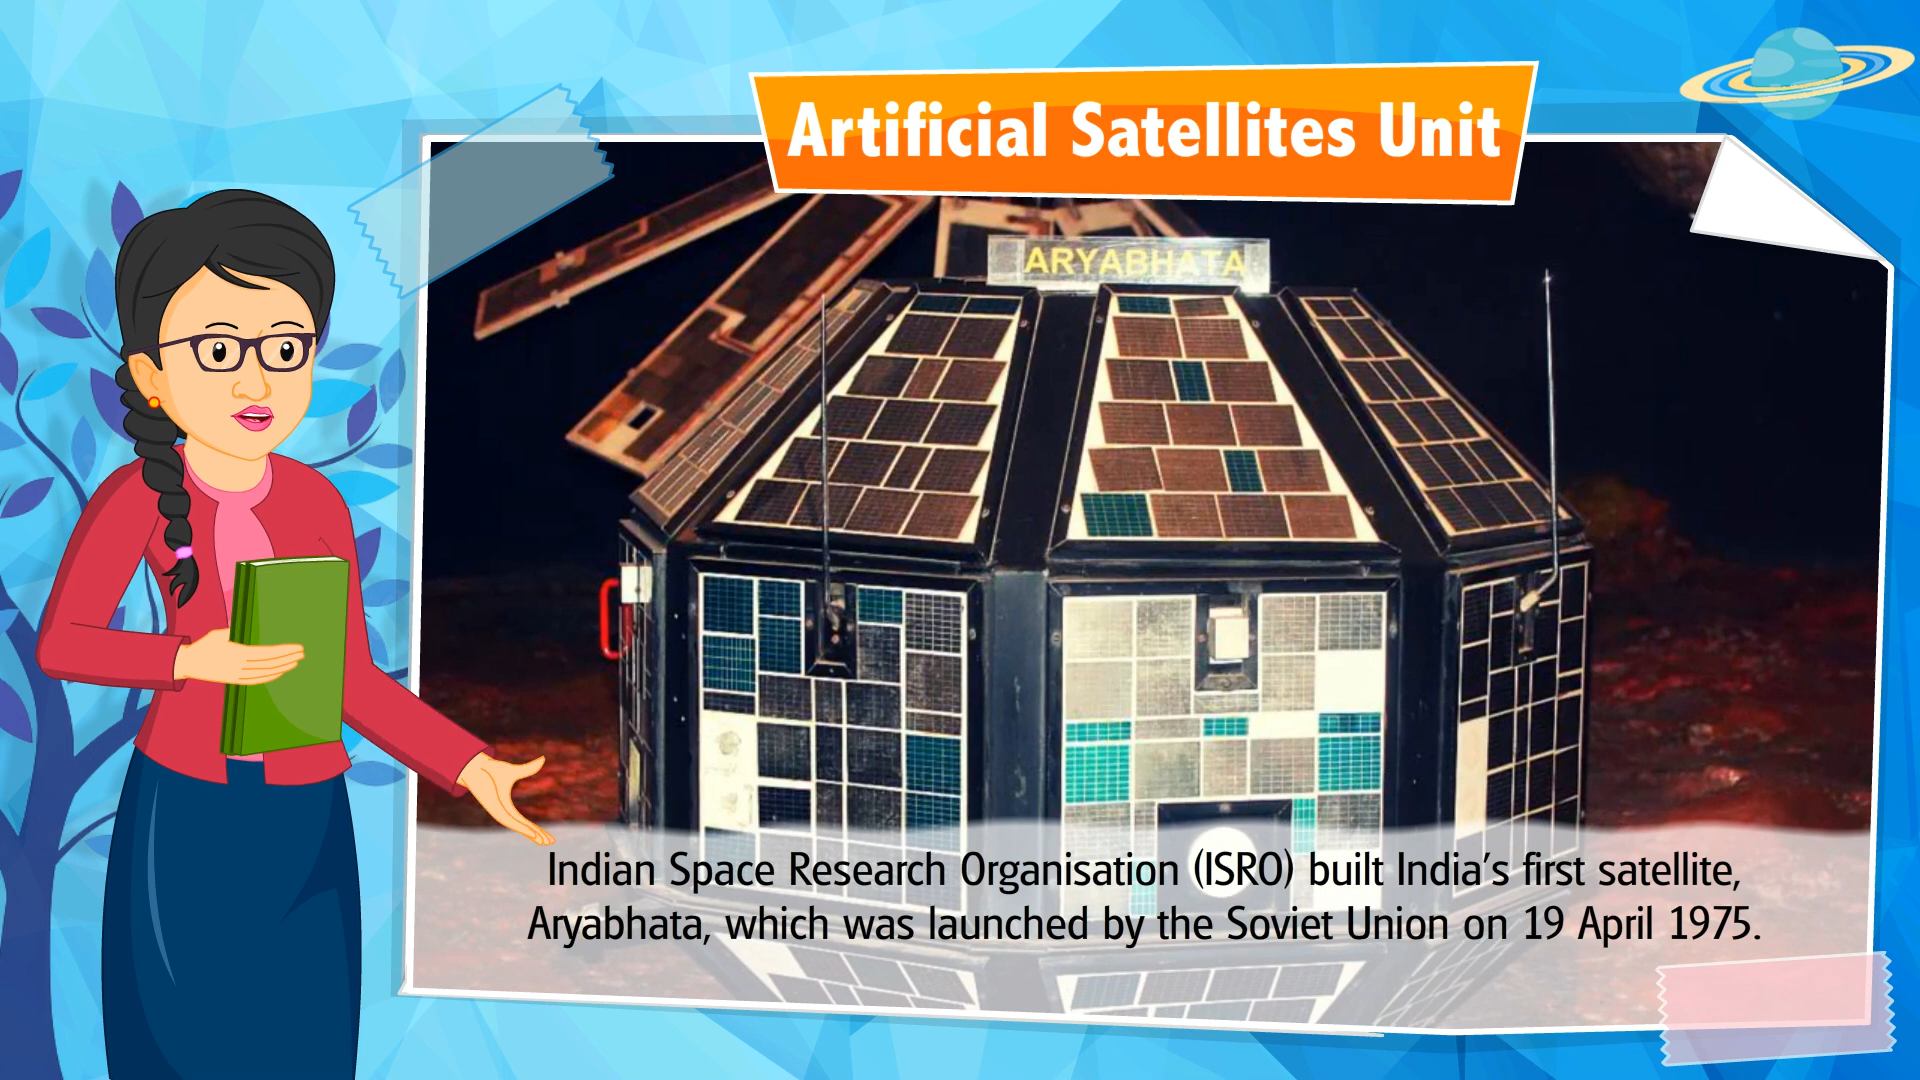 Artificial Satellites Unit
ARYABHATA
Indian Space Research Organisation (ISRO) built India's first satellite,
Aryabhata, which was launched by the Soviet Union on 19 April 1975.